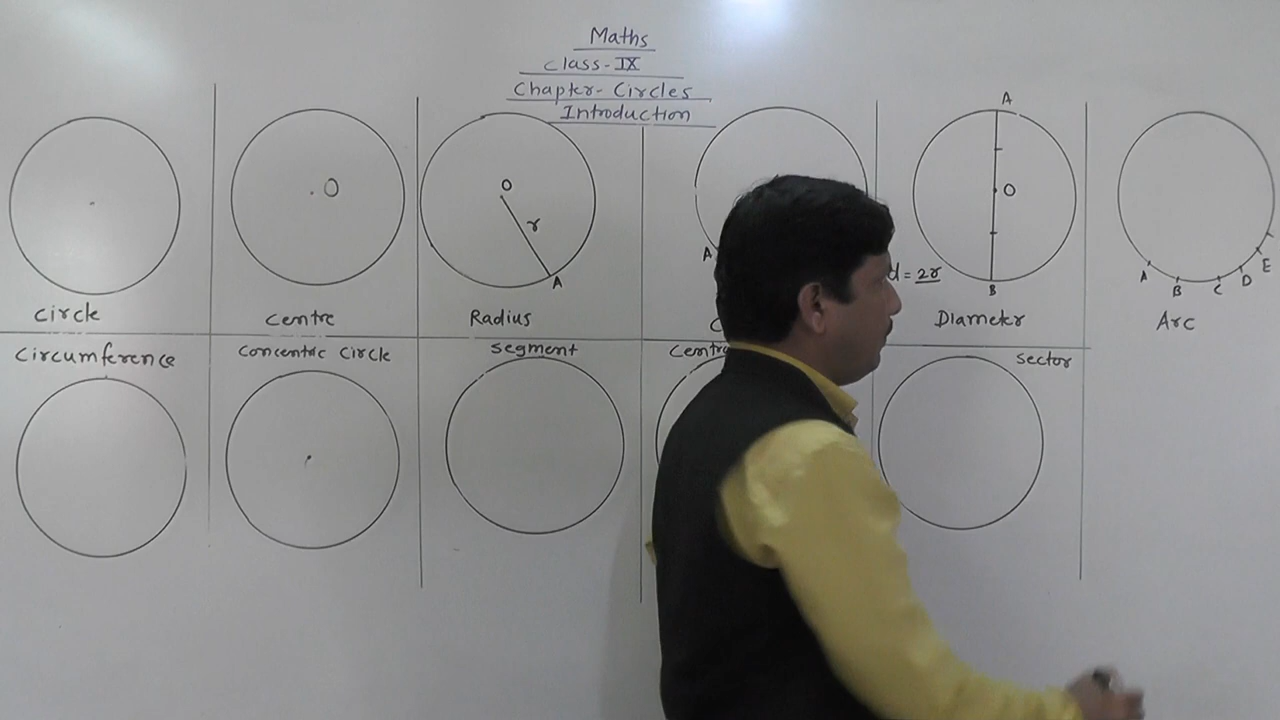 Maths
Class-IX
Chapter- Circles
Introduction
O
O
r
A
A
A
O
B
d = 2r
A
B
C
D
E
Circle
Centre
Radius
Diameter
Arc
Circumference
Concentric Circle
Segment
Sector